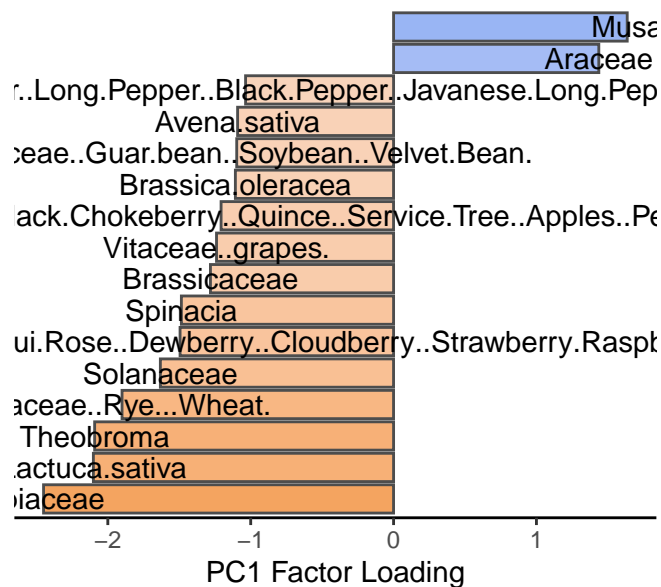 Musa
Araceae
r..Long.Pepper..Black.Pepper..Javanese.Long.Pep
Avena.sativa
ceae..Guar.bean..Soybean..Velvet.Bean.
Brassica.oleracea
lack.Chokeberry..Quince..Service.Tree..Apples..Pe
Vitaceae..grapes.
Brassicaceae
Spinacia
ui.Rose..Dewberry..Cloudberry..Strawberry.Raspb
Solanaceae
aceae..Rye...Wheat.
Theobroma
Lactuca.sativa
piaceae
−2 −1 0 1
PC1 Factor Loading